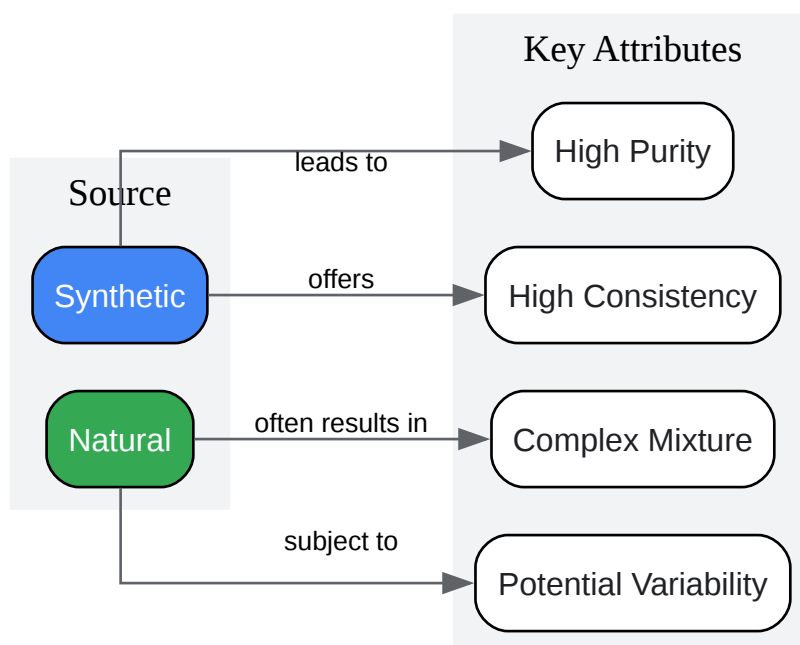 Key Attributes
High Purity
leads to
Source
Synthetic
offers
High Consistency
Natural
often results in
Complex Mixture
subject to
Potential Variability